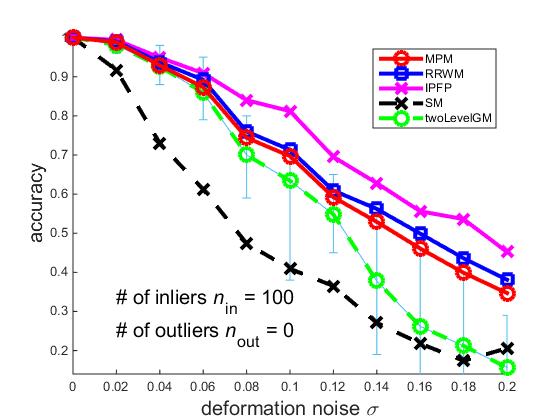 MPM
RRWM
IPFP
SM
twoLevelGM
accuracy
0.9
0.8
0.7
0.6
0.5
0.4
0.3
0.2
# of inliers n_in = 100
# of outliers n_out = 0
0 0.02 0.04 0.06 0.08 0.1 0.12 0.14 0.16 0.18 0.2
deformation noise σ